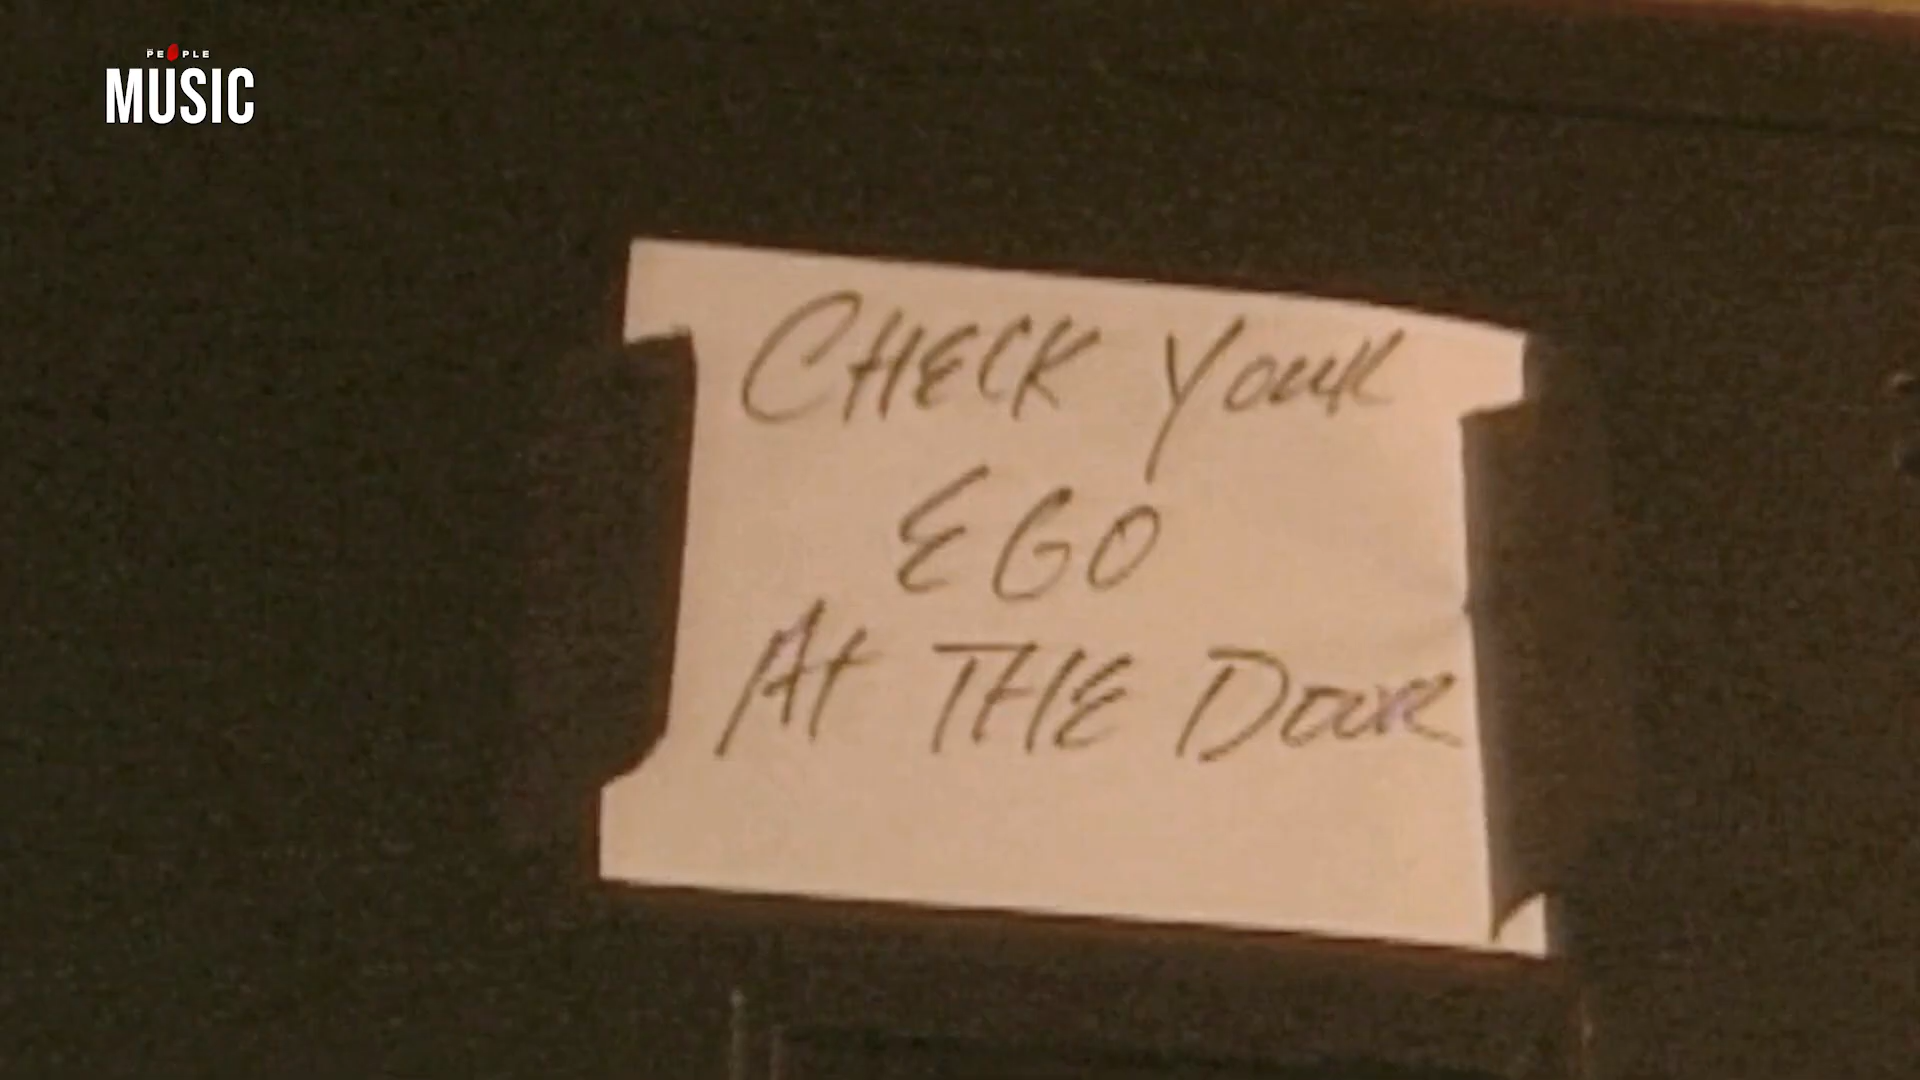 PEOPLE
MUSIC
CHECK YOUR
EGO
At THE DOOR